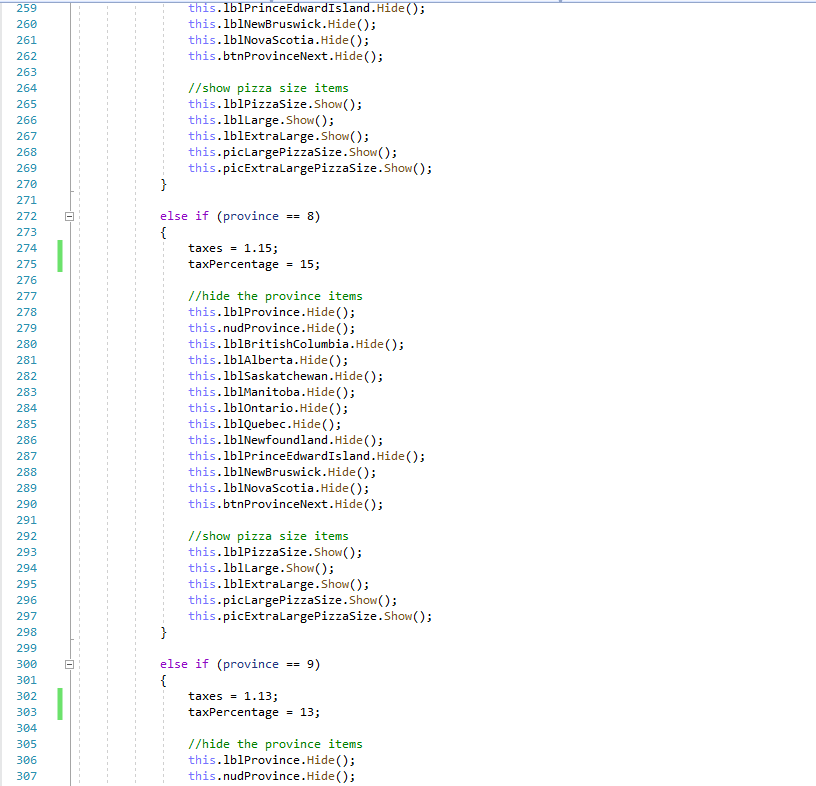 259 this.lblPrinceEdwardIsland.Hide();
260 this.lblNewBruswick.Hide();
261 this.lblNovaScotia.Hide();
262 this.btnProvinceNext.Hide();
263
264 //show pizza size items
265 this.lblPizzaSize.Show();
266 this.lblLarge.Show();
267 this.lblExtraLarge.Show();
268 this.picLargePizzaSize.Show();
269 this.picExtraLargePizzaSize.Show();
270 }
271
272 else if (province == 8)
273 {
274 taxes = 1.15;
275 taxPercentage = 15;
276
277 //hide the province items
278 this.lblProvince.Hide();
279 this.nudProvince.Hide();
280 this.lblBritishColumbia.Hide();
281 this.lblAlberta.Hide();
282 this.lblSaskatchewan.Hide();
283 this.lblManitoba.Hide();
284 this.lblOntario.Hide();
285 this.lblQuebec.Hide();
286 this.lblNewfoundland.Hide();
287 this.lblPrinceEdwardIsland.Hide();
288 this.lblNewBruswick.Hide();
289 this.lblNovaScotia.Hide();
290 this.btnProvinceNext.Hide();
291
292 //show pizza size items
293 this.lblPizzaSize.Show();
294 this.lblLarge.Show();
295 this.lblExtraLarge.Show();
296 this.picLargePizzaSize.Show();
297 this.picExtraLargePizzaSize.Show();
298 }
299
300 else if (province == 9)
301 {
302 taxes = 1.13;
303 taxPercentage = 13;
304
305 //hide the province items
306 this.lblProvince.Hide();
307 this.nudProvince.Hide();